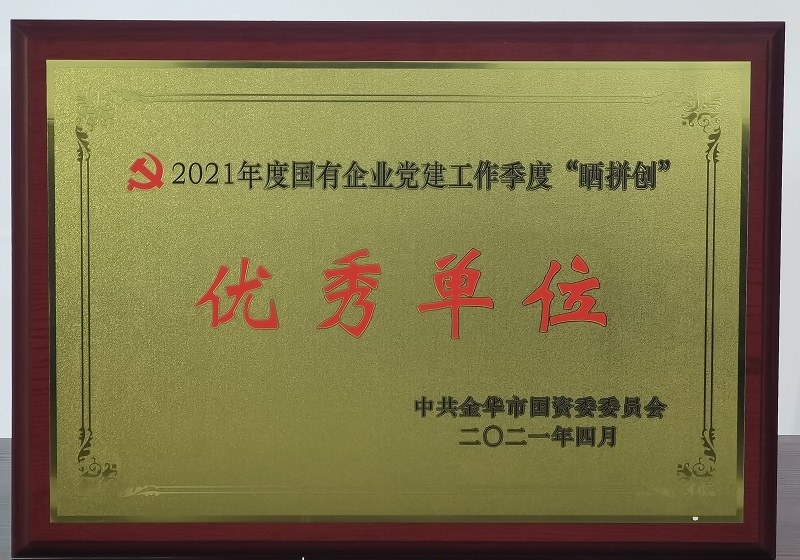 2021年度国有企业党建工作季度“晒拼创”
优秀单位
中共金华市国资委委员会
二〇二一年四月